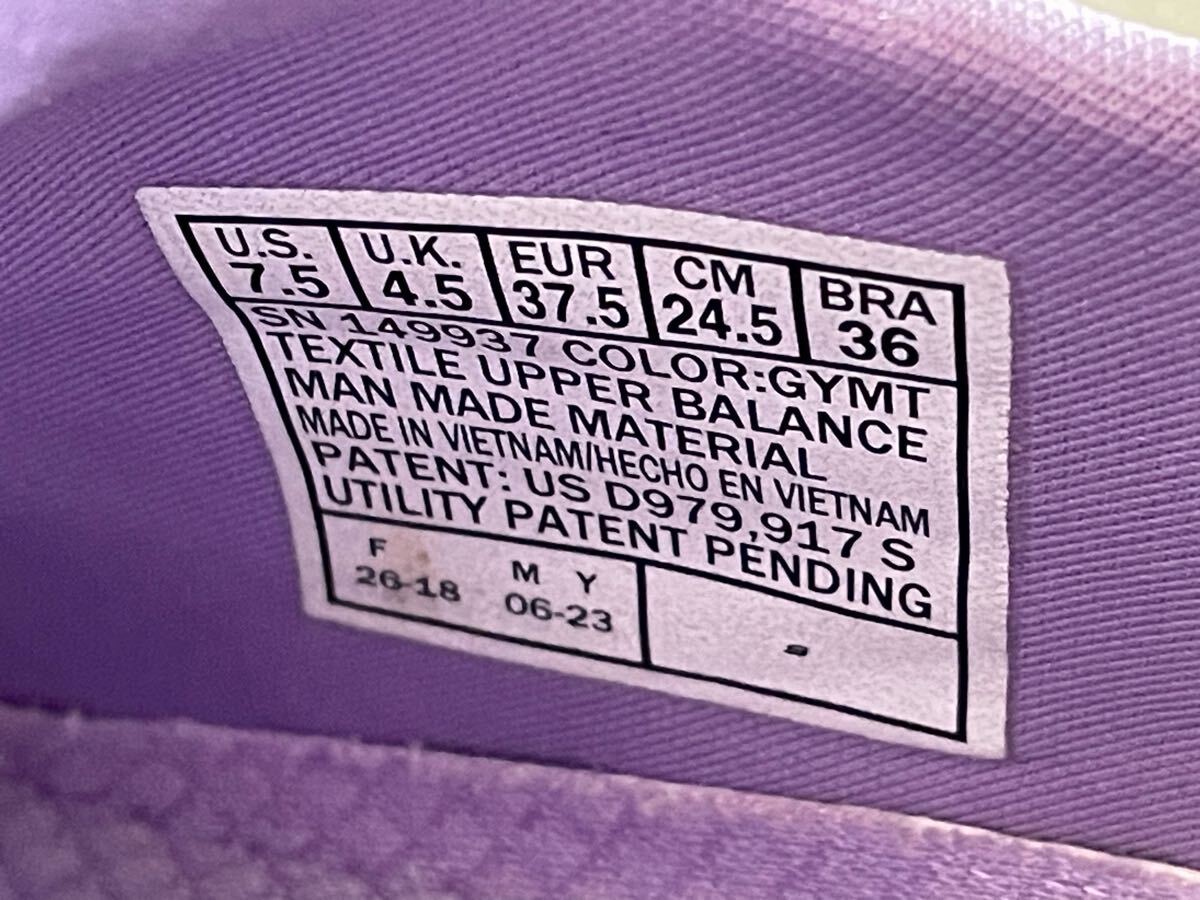 U.S. U.K. EUR CM BRA
7.5 4.5 37.5 24.5 36
SN 149937 COLOR:GYMT
TEXTILE UPPER BALANCE
MAN MADE MATERIAL
MADE IN VIETNAM/HECHO EN VIETNAM
PATENT: US D979,917 S
UTILITY PATENT PENDING
F M Y
26-18 06-23